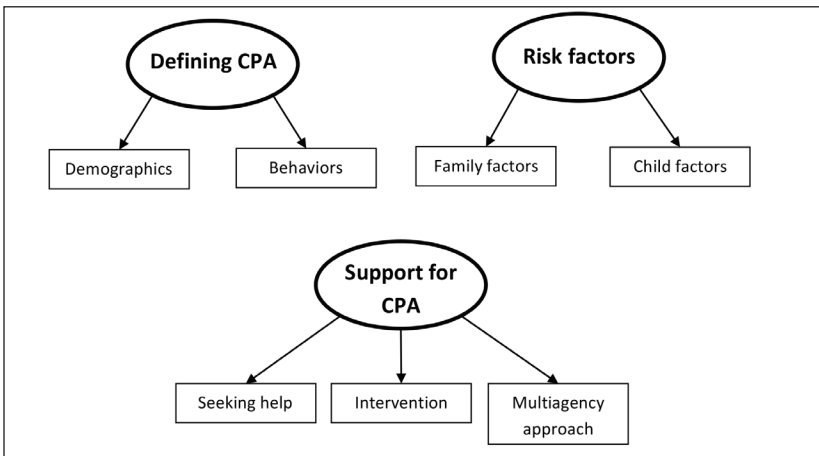 Defining CPA
Risk factors
Demographics
Behaviors
Family factors
Child factors
Support for
CPA
Seeking help
Intervention
Multiagency
approach